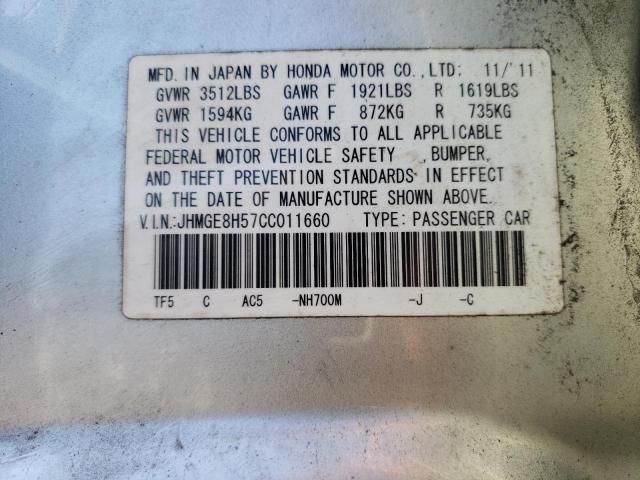 MFD. IN JAPAN BY HONDA MOTOR CO.,LTD: 11/'11
GVWR 3512LBS GAWR F 1921LBS R 1619LBS
GVWR 1594KG GAWR F 872KG R 735KG
THIS VEHICLE CONFORMS TO ALL APPLICABLE
FEDERAL MOTOR VEHICLE SAFETY ,BUMPER,
AND THEFT PREVENTION STANDARDS IN EFFECT
ON THE DATE OF MANUFACTURE SHOWN ABOVE.
V.I.N.:JHMGE8H57CC011660 TYPE: PASSENGER CAR
TF5 C AC5 -NH700M -J -C